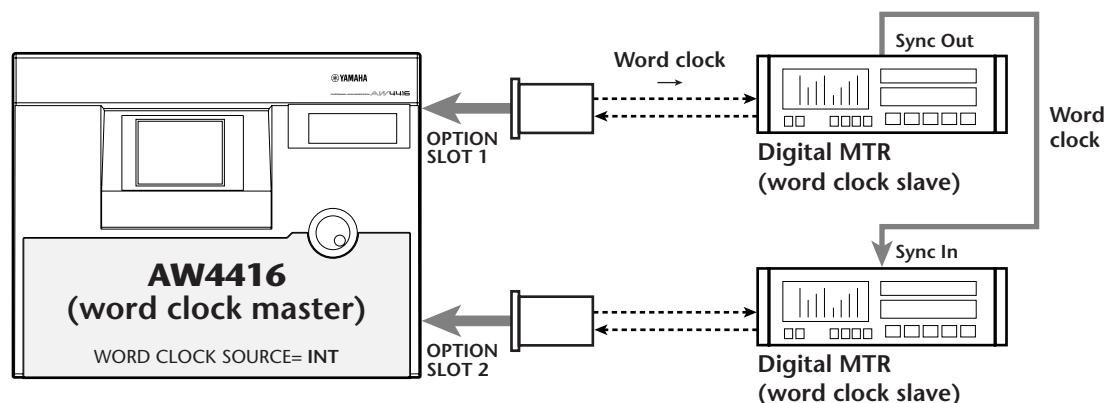 YAMAHA
AW4416
AW4416
(word clock master)
WORD CLOCK SOURCE= INT
OPTION
SLOT 1
Word clock
→
Sync Out
Digital MTR
(word clock slave)
Word
clock
Sync In
OPTION
SLOT 2
Digital MTR
(word clock slave)